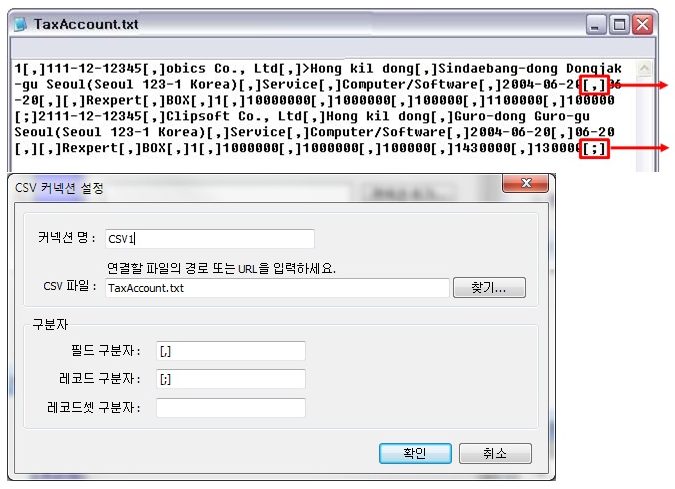 TaxAccount.txt
1[,]111-12-12345[,]obics Co., Ltd[,]>Hong kil dong[,]Sindaebang-dong Dongjak
-gu Seoul(Seoul 123-1 Korea)[,]Service[,]Computer/Software[,]2004-06-20[,]06
-20[,][,]Rexpert[,]BOX[,]1[,]10000000[,]1000000[,]100000[,]1100000[,]100000
[;]2111-12-12345[,]Clipsoft Co., Ltd[,]Hong kil dong[,]Guro-dong Guro-gu
Seoul(Seoul 123-1 Korea)[,]Service[,]Computer/Software[,]2004-06-20[,]06-20
[,][,]Rexpert[,]BOX[,]1[,]1000000[,]1000000[,]100000[,]1430000[,]130000[;]
CSV 커넥션 설정
커넥션 명 : CSV1
연결할 파일의 경로 또는 URL을 입력하세요.
CSV 파일 : TaxAccount.txt 찾기...
구분자
필드 구분자 : [,]
레코드 구분자 : [;]
레코드셋 구분자 :
확인 취소